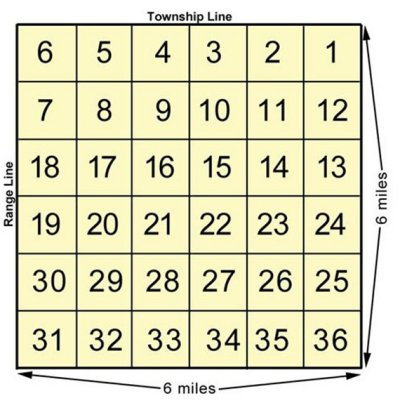 Township Line
6 5 4 3 2 1
7 8 9 10 11 12
18 17 16 15 14 13
Range Line
19 20 21 22 23 24
6 miles
30 29 28 27 26 25
31 32 33 34 35 36
6 miles